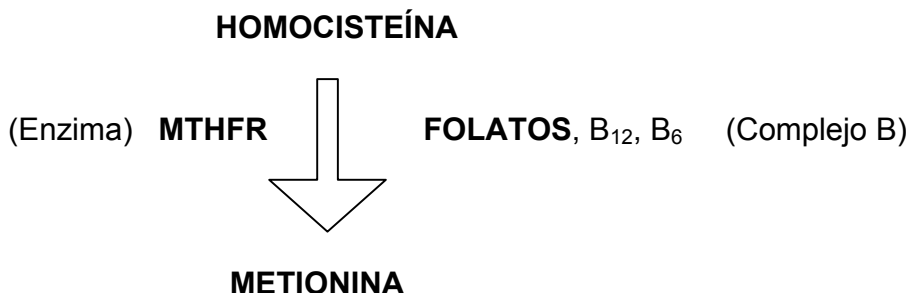 HOMOCISTEÍNA
(Enzima) MTHFR FOLATOS, B₁₂, B₆ (Complejo B)
METIONINA